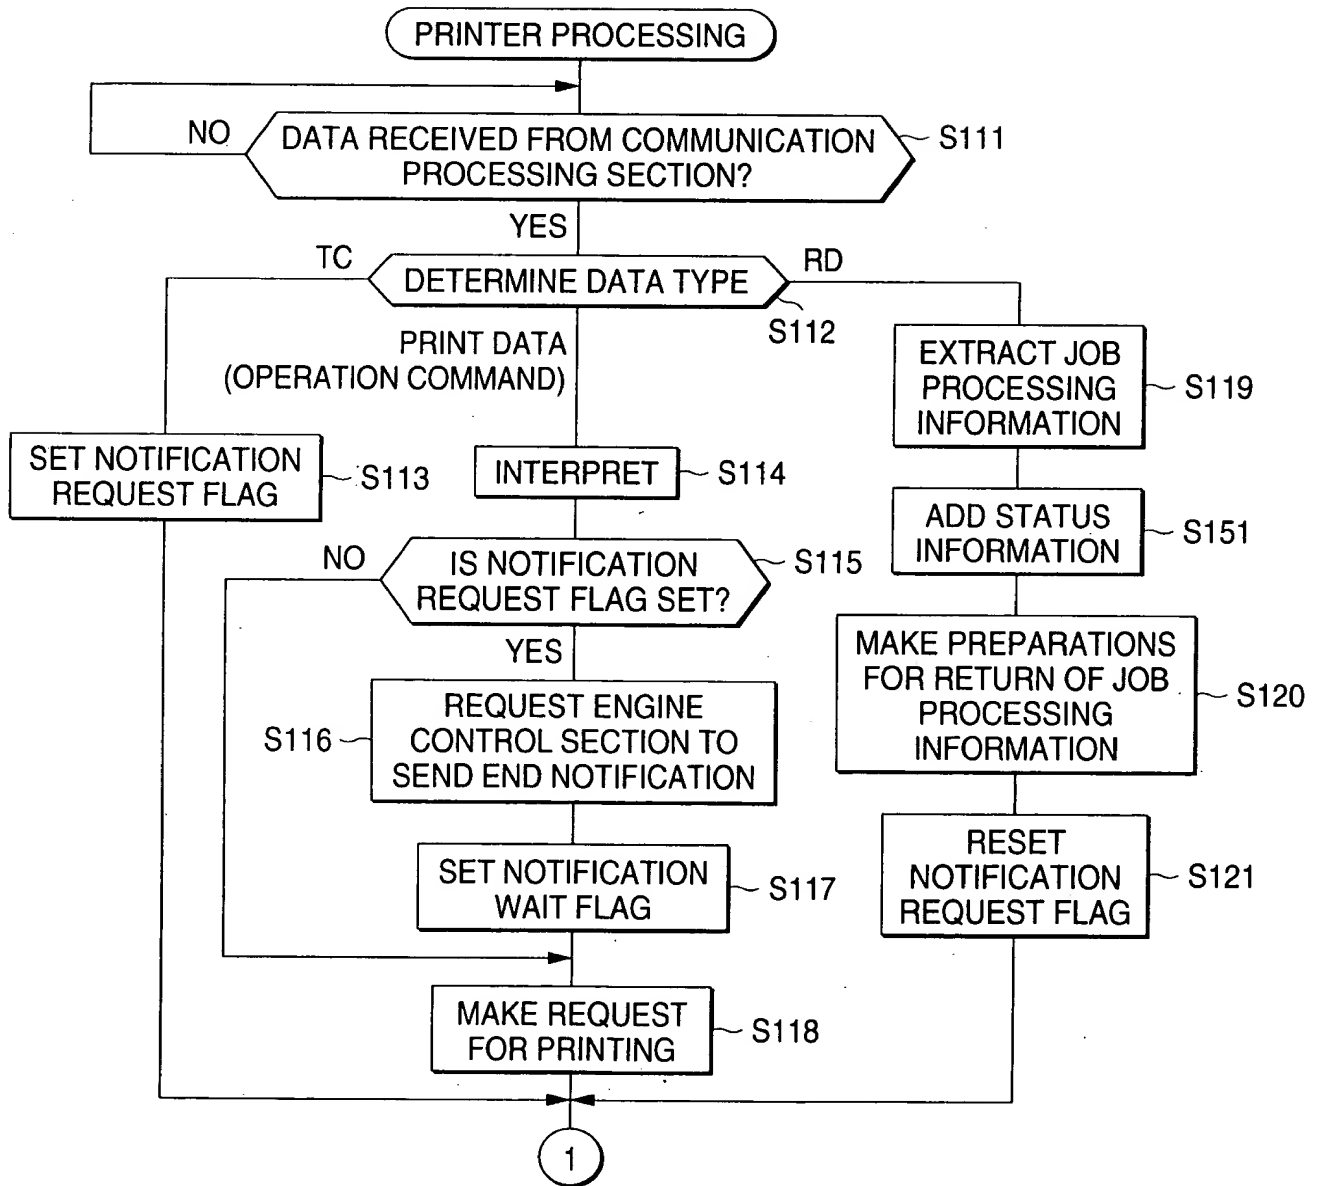 PRINTER PROCESSING
NO
DATA RECEIVED FROM COMMUNICATION
PROCESSING SECTION?
S111
YES
TC
DETERMINE DATA TYPE
RD
S112
PRINT DATA
(OPERATION COMMAND)
EXTRACT JOB
PROCESSING
INFORMATION
S119
SET NOTIFICATION
REQUEST FLAG
S113
INTERPRET
S114
ADD STATUS
INFORMATION
S151
NO
IS NOTIFICATION
REQUEST FLAG SET?
S115
YES
MAKE PREPARATIONS
FOR RETURN OF JOB
PROCESSING
INFORMATION
S120
S116
REQUEST ENGINE
CONTROL SECTION TO
SEND END NOTIFICATION
SET NOTIFICATION
WAIT FLAG
S117
RESET
NOTIFICATION
REQUEST FLAG
S121
MAKE REQUEST
FOR PRINTING
S118
1